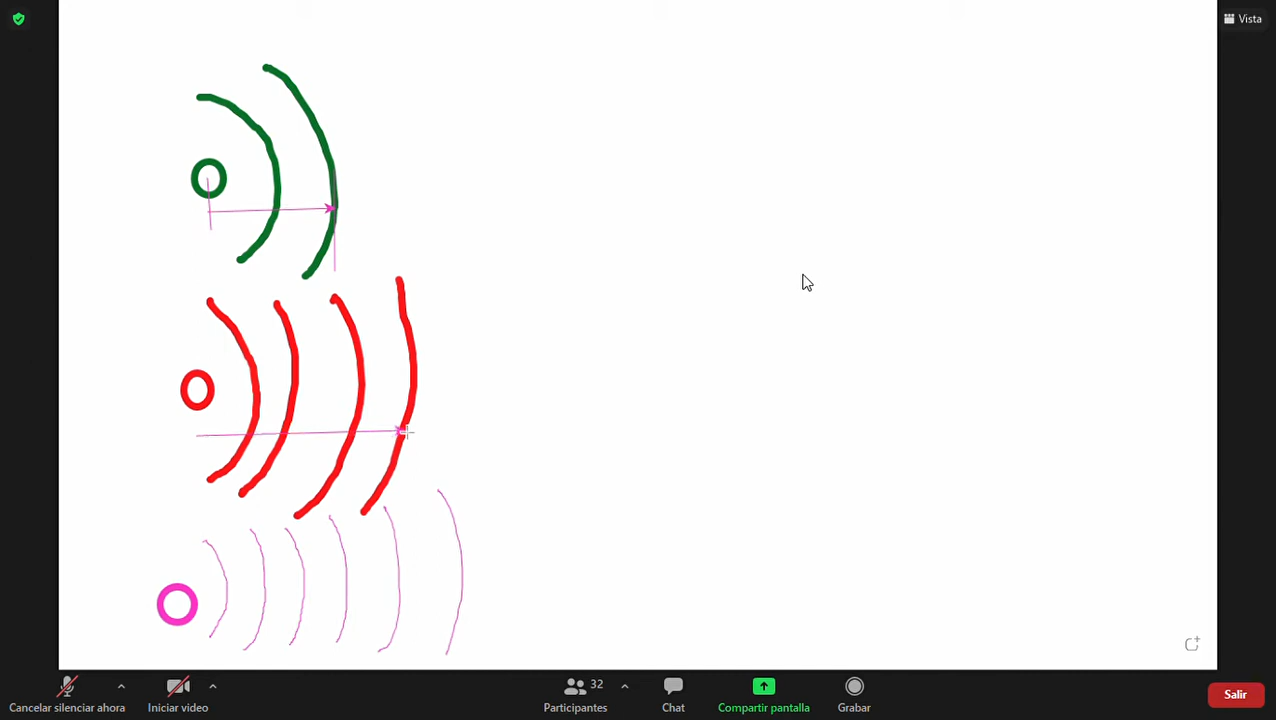 Vista
32
Cancelar silenciar ahora
Iniciar video
Participantes
Chat
Compartir pantalla
Grabar
Salir